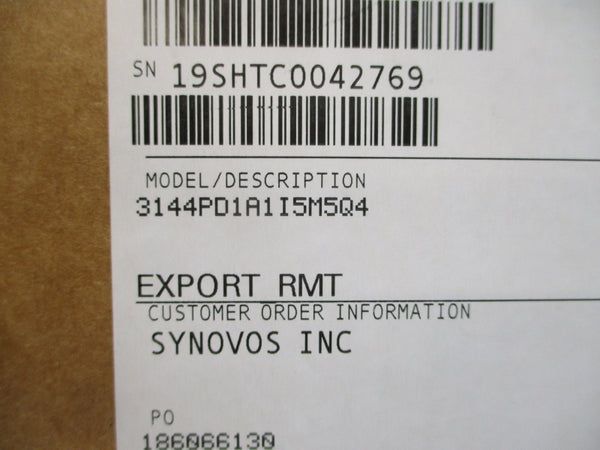 SN 19SHTC0042769
MODEL/DESCRIPTION
3144PD1A1I5M5Q4
EXPORT RMT
CUSTOMER ORDER INFORMATION
SYNOVOS INC
PO
186066130